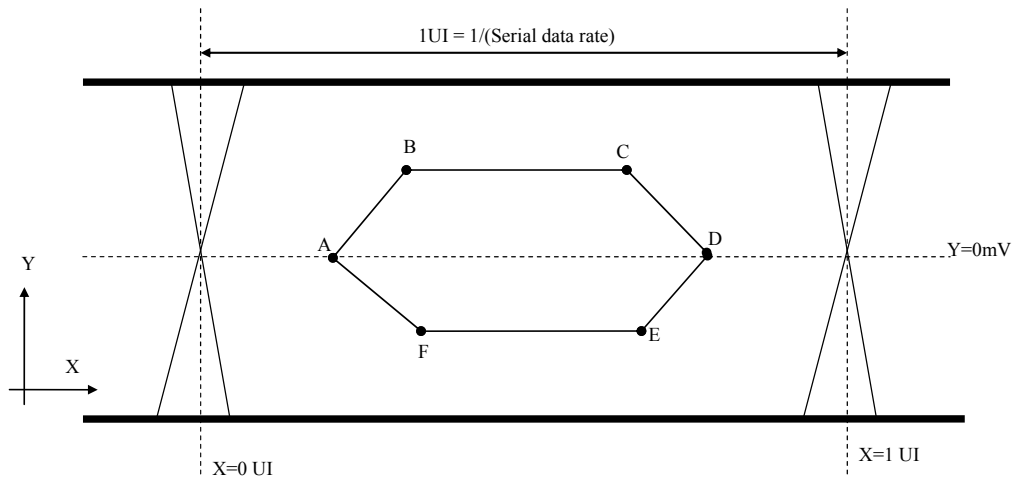 1UI = 1/(Serial data rate)
B
C
A
D
Y=0mV
Y
X
F
E
X=0 UI
X=1 UI